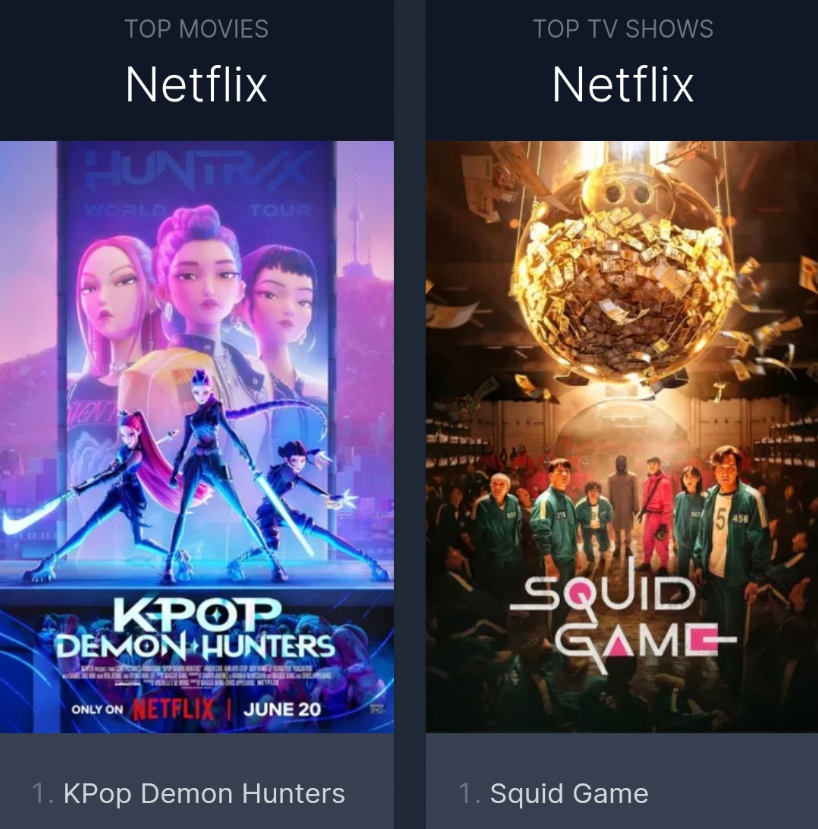 TOP MOVIES
Netflix
HUNTR/X
WORLD TOUR
KPOP
DEMON HUNTERS
ONLY ON NETFLIX | JUNE 20
1. KPop Demon Hunters
TOP TV SHOWS
Netflix
001
456
SQUID
GAME
1. Squid Game